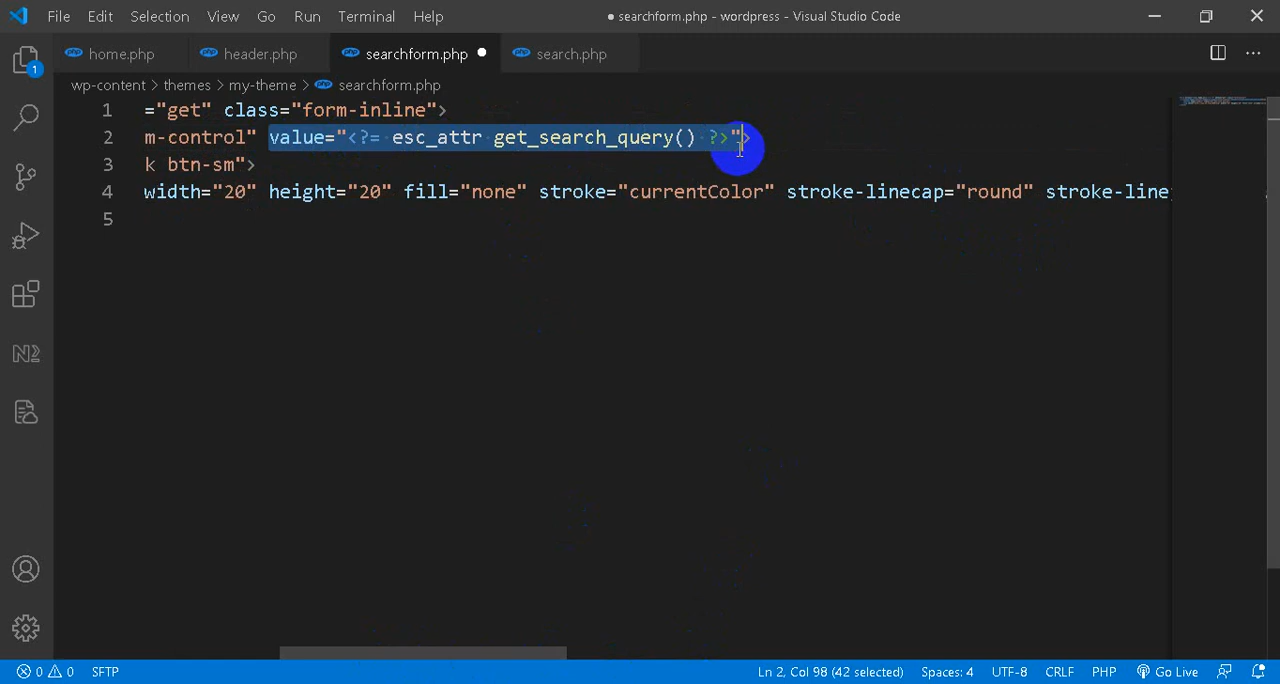 File Edit Selection View Go Run Terminal Help ● searchform.php - wordpress - Visual Studio Code
home.php header.php searchform.php ● search.php
wp-content > themes > my-theme > searchform.php
1 ="get" class="form-inline">
2 m-control" value="<?= esc_attr get_search_query() ?>">
3 k btn-sm">
4 width="20" height="20" fill="none" stroke="currentColor" stroke-linecap="round" stroke-line
5
1
N2
0 0 SFTP Ln 2, Col 98 (42 selected) Spaces: 4 UTF-8 CRLF PHP Go Live